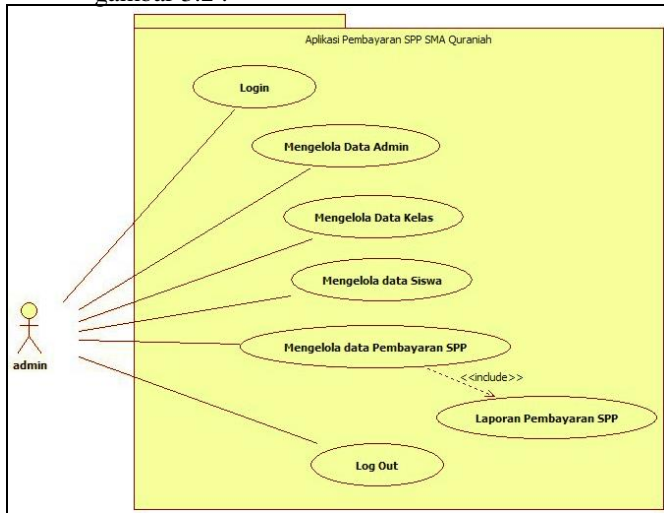 gambar 3.2 :
Aplikasi Pembayaran SPP SMA Quraniah
Login
Mengelola Data Admin
Mengelola Data Kelas
Mengelola data Siswa
Mengelola data Pembayaran SPP
admin
<<include>>
Laporan Pembayaran SPP
Log Out